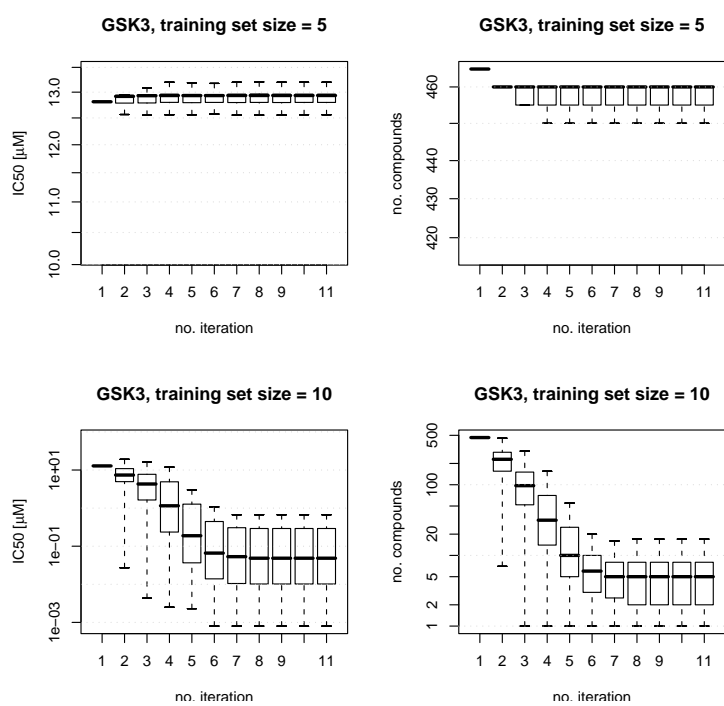 GSK3, training set size = 5
IC50 [µM]
10.0 11.0 12.0 13.0
1 2 3 4 5 6 7 8 9 11
no. iteration
GSK3, training set size = 5
no. compounds
420 430 440 450 460
1 2 3 4 5 6 7 8 9 11
no. iteration
GSK3, training set size = 10
IC50 [µM]
1e−03 1e−01 1e+01
1 2 3 4 5 6 7 8 9 11
no. iteration
GSK3, training set size = 10
no. compounds
1 2 5 20 100 500
1 2 3 4 5 6 7 8 9 11
no. iteration